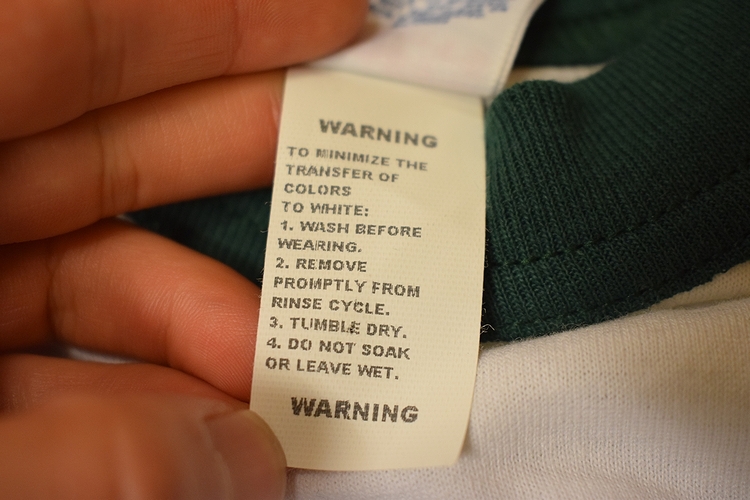 WARNING
TO MINIMIZE THE
TRANSFER OF
COLORS
TO WHITE:
1. WASH BEFORE
WEARING.
2. REMOVE
PROMPTLY FROM
RINSE CYCLE.
3. TUMBLE DRY.
4. DO NOT SOAK
OR LEAVE WET.
WARNING